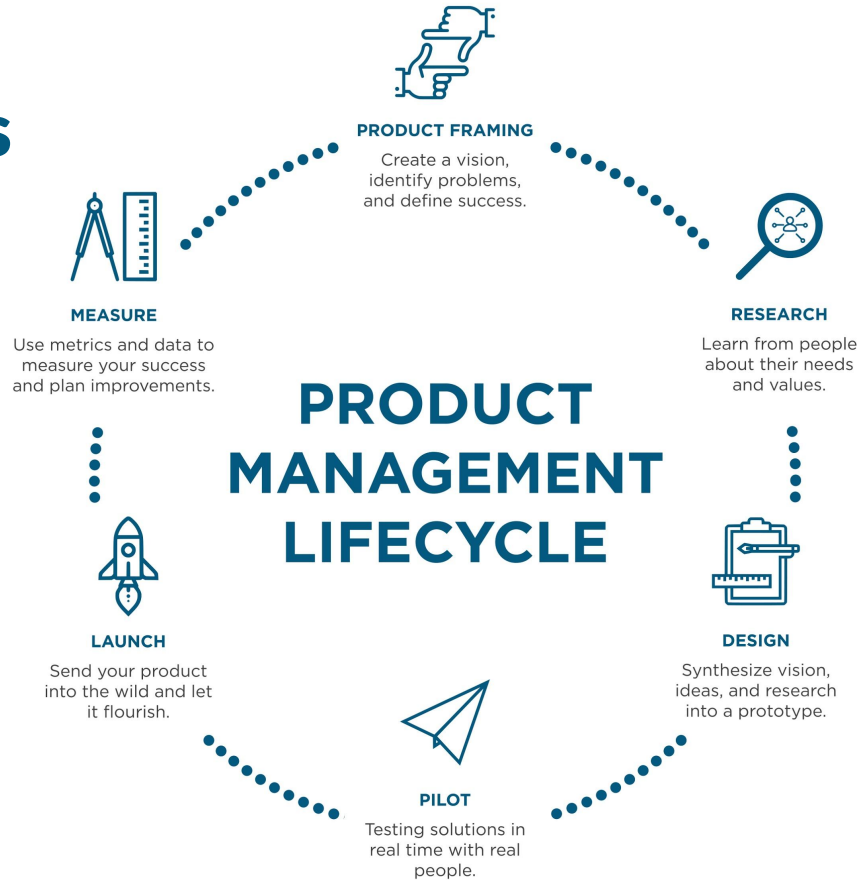 S
PRODUCT FRAMING
Create a vision,
identify problems,
and define success.
RESEARCH
Learn from people
about their needs
and values.
DESIGN
Synthesize vision,
ideas, and research
into a prototype.
PILOT
Testing solutions in
real time with real
people.
LAUNCH
Send your product
into the wild and let
it flourish.
MEASURE
Use metrics and data to
measure your success
and plan improvements.
PRODUCT
MANAGEMENT
LIFECYCLE